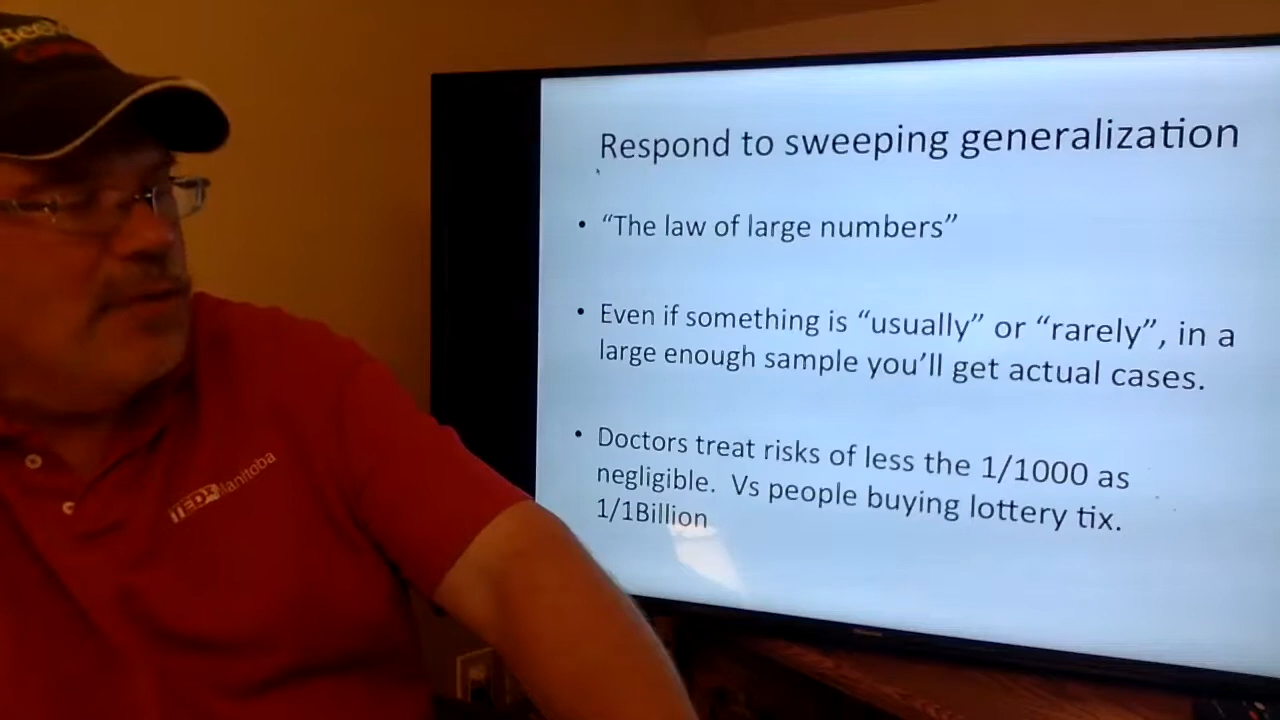 Respond to sweeping generalization
• “The law of large numbers”
• Even if something is “usually” or “rarely”, in a
large enough sample you’ll get actual cases.
• Doctors treat risks of less the 1/1000 as
negligible. Vs people buying lottery tix.
1/1Billion
TEDxManitoba